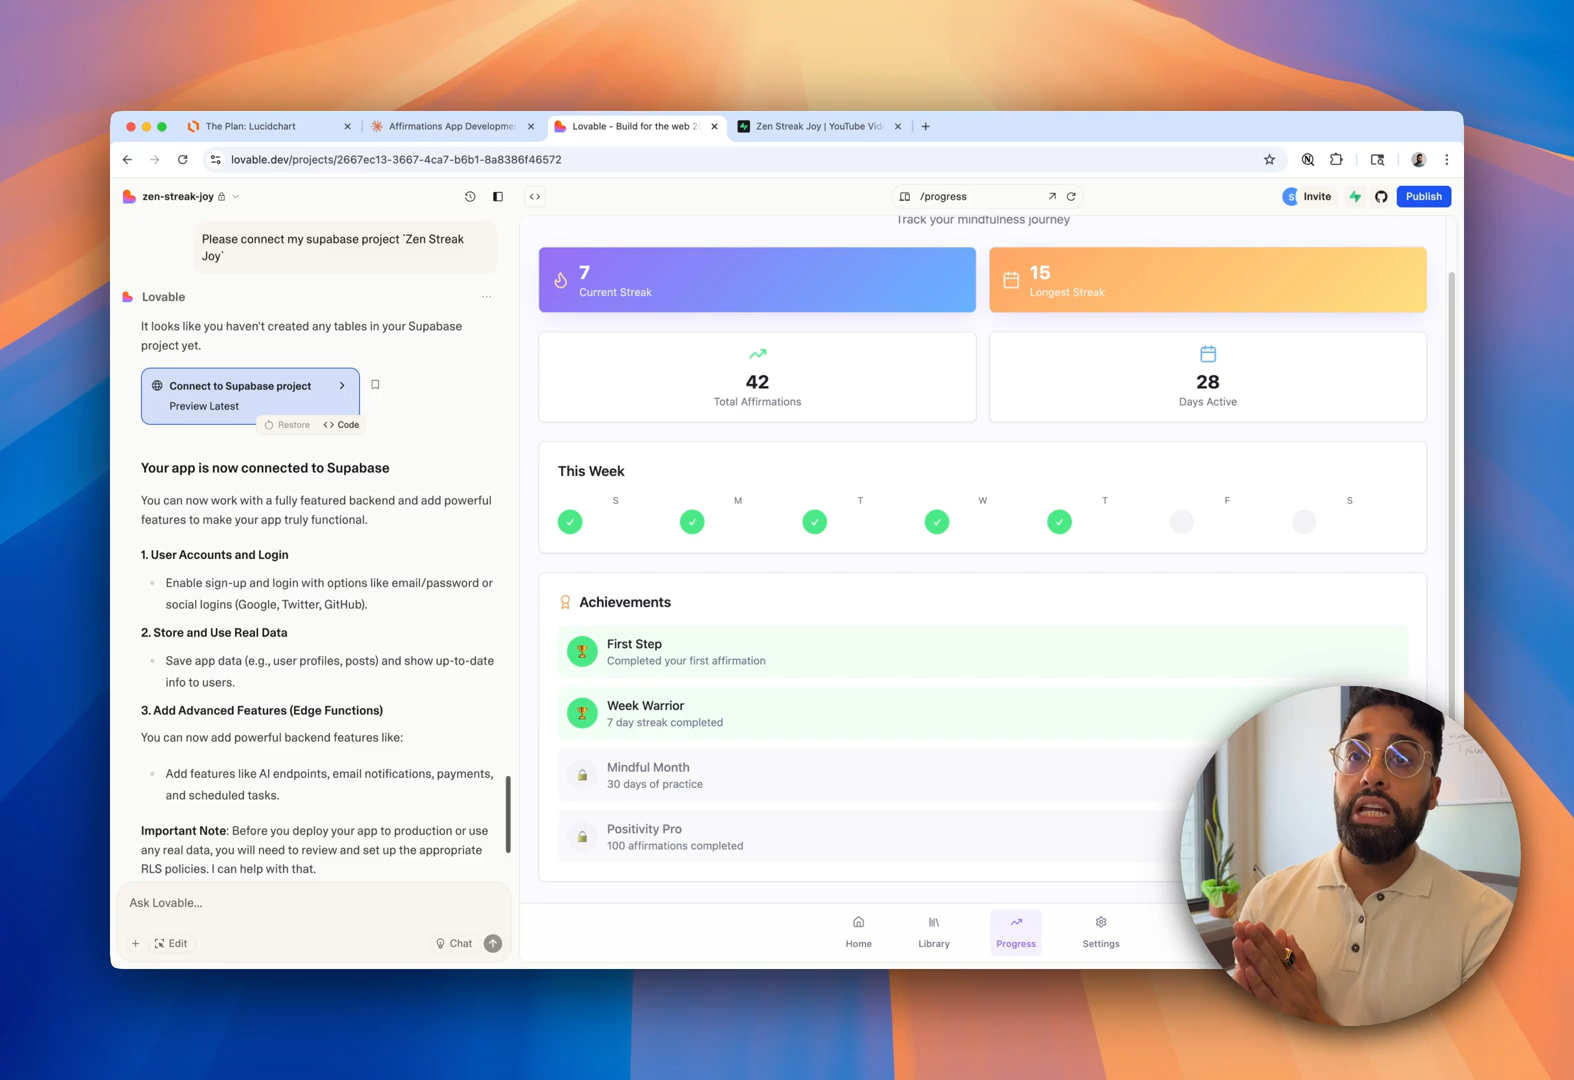 The Plan: Lucidchart
Affirmations App Developmen
Lovable - Build for the web 2
Zen Streak Joy | YouTube Vid
lovable.dev/projects/2667ec13-3667-4ca7-b6b1-8a8386f46572
zen-streak-joy
/progress
S
Invite
Publish
Please connect my supabase project `Zen Streak
Joy`
Lovable
It looks like you haven't created any tables in your Supabase
project yet.
Connect to Supabase project
Preview Latest
Restore
Code
Your app is now connected to Supabase
You can now work with a fully featured backend and add powerful
features to make your app truly functional.
1. User Accounts and Login
Enable sign-up and login with options like email/password or
social logins (Google, Twitter, GitHub).
2. Store and Use Real Data
Save app data (e.g., user profiles, posts) and show up-to-date
info to users.
3. Add Advanced Features (Edge Functions)
You can now add powerful backend features like:
Add features like AI endpoints, email notifications, payments,
and scheduled tasks.
Important Note: Before you deploy your app to production or use
any real data, you will need to review and set up the appropriate
RLS policies. I can help with that.
Ask Lovable...
Edit
Chat
Track your mindfulness journey
7
Current Streak
15
Longest Streak
42
Total Affirmations
28
Days Active
This Week
S M T W T F S
Achievements
First Step
Completed your first affirmation
Week Warrior
7 day streak completed
Mindful Month
30 days of practice
Positivity Pro
100 affirmations completed
Home
Library
Progress
Settings